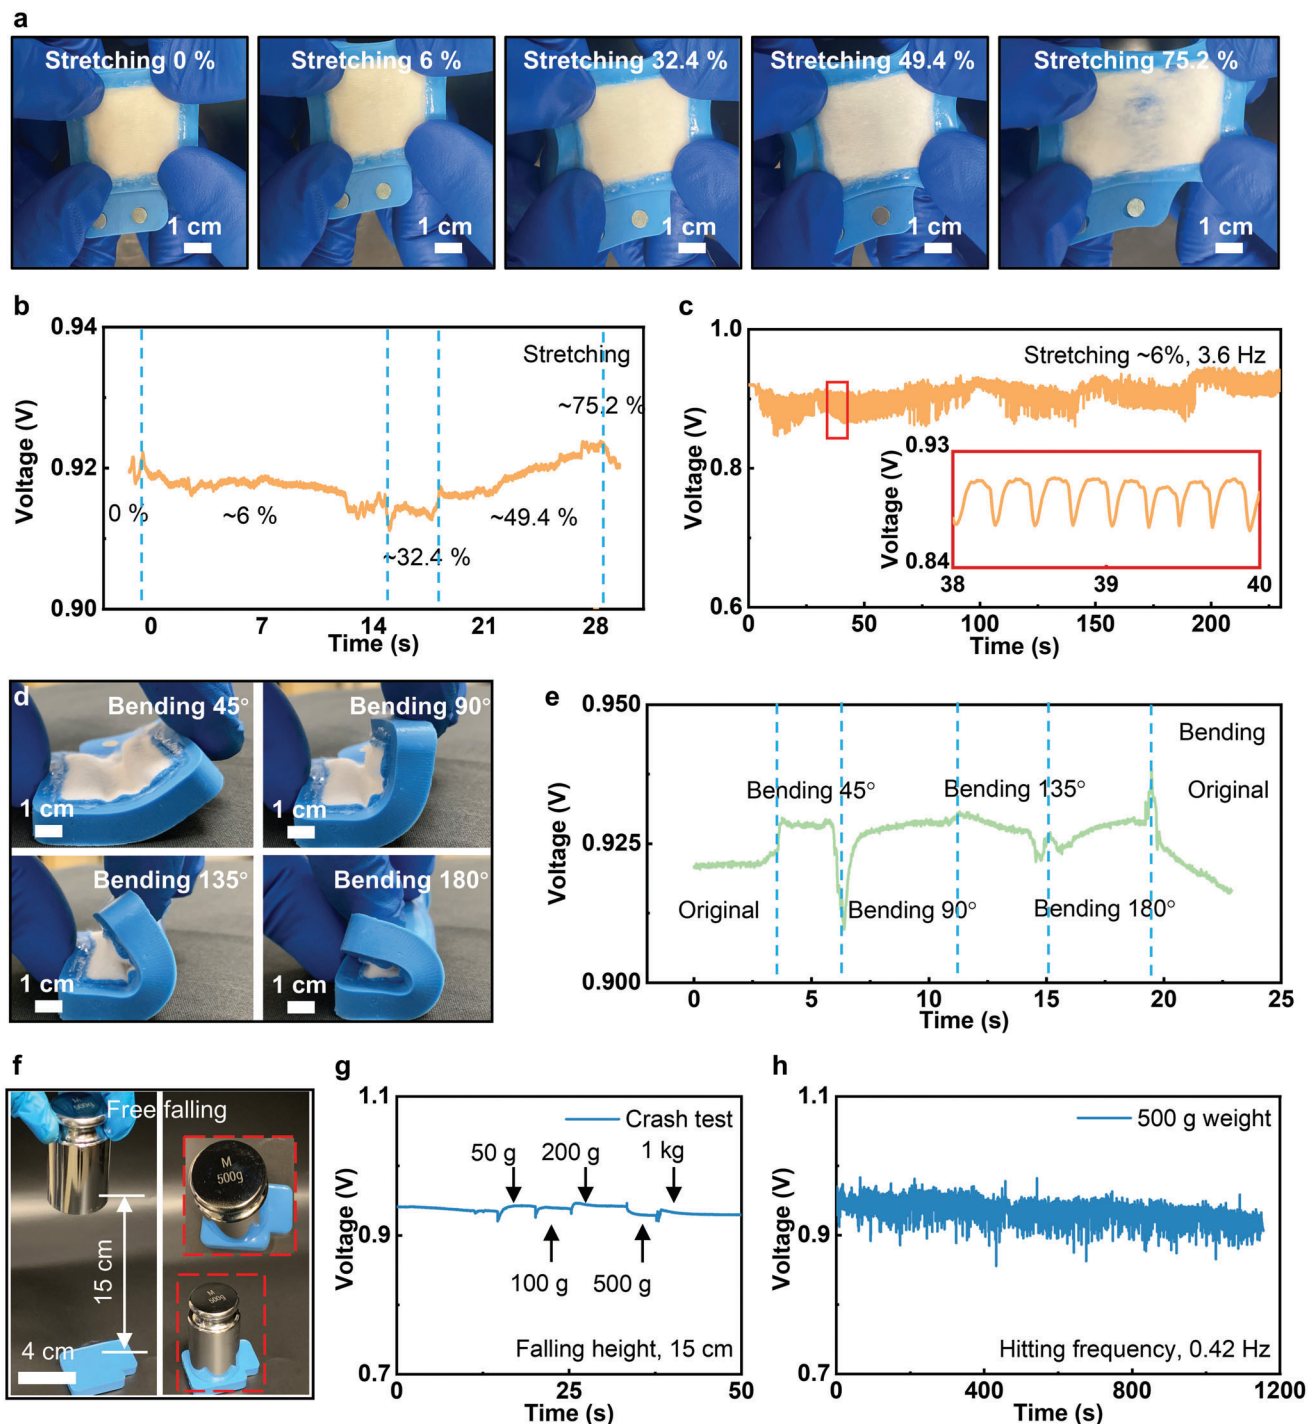 a
Stretching 0 %
Stretching 6 %
Stretching 32.4 %
Stretching 49.4 %
Stretching 75.2 %
1 cm
1 cm
1 cm
1 cm
1 cm
b
0.94
0.92
0.90
Voltage (V)
Stretching
~75.2 %
0 %
~6 %
~49.4 %
~32.4 %
0
7
14
21
28
Time (s)
c
1.0
0.9
0.8
0.7
0.6
Voltage (V)
Stretching ~6%, 3.6 Hz
0.93
0.84
Voltage (V)
38
39
40
0
50
100
150
200
Time (s)
d
Bending 45°
Bending 90°
1 cm
1 cm
Bending 135°
Bending 180°
1 cm
1 cm
e
0.950
0.925
0.900
Voltage (V)
Bending
Bending 45°
Bending 135°
Original
Original
Bending 90°
Bending 180°
0
5
10
15
20
25
Time (s)
f
Free falling
M
500g
M
500g
M
500g
15 cm
4 cm
g
1.1
0.9
0.7
Voltage (V)
Crash test
50 g
200 g
1 kg
100 g
500 g
Falling height, 15 cm
0
25
50
Time (s)
h
1.1
0.9
0.7
Voltage (V)
500 g weight
Hitting frequency, 0.42 Hz
0
400
800
1200
Time (s)